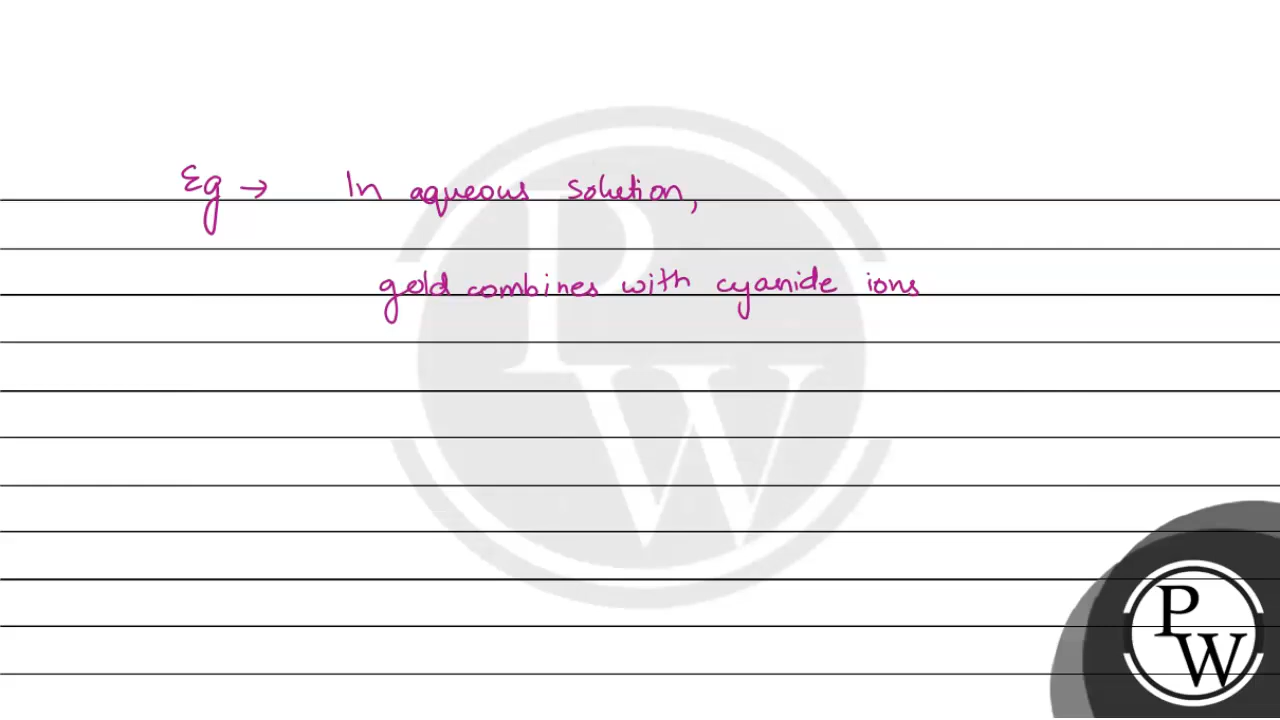 Eg → In aqueous solution,
gold combines with cyanide ions
P
W
P
W